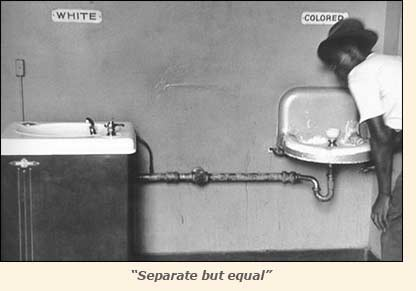 WHITE
COLORED
“Separate but equal”